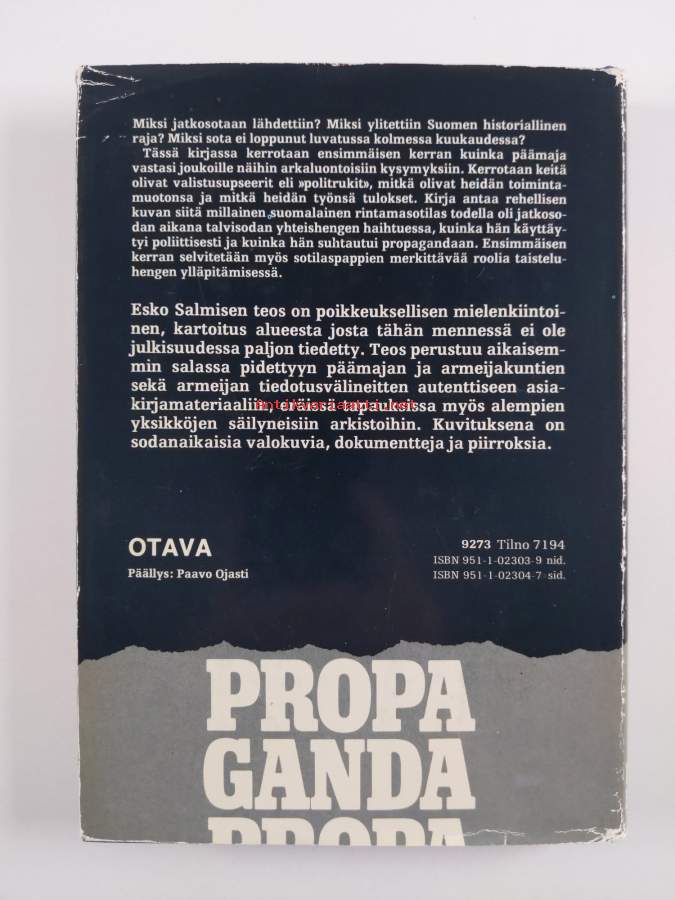 Miksi jatkosotaan lähdettiin? Miksi ylitettiin Suomen historiallinen
raja? Miksi sota ei loppunut luvatussa kolmessa kuukaudessa?
Tässä kirjassa kerrotaan ensimmäisen kerran kuinka päämaja
vastasi joukoille näihin arkaluontoisiin kysymyksiin. Kerrotaan keitä
olivat valistusupseerit eli »politrukit», mitkä olivat heidän toiminta-
muotonsa ja mitkä heidän työnsä tulokset. Kirja antaa rehellisen
kuvan siitä millainen suomalainen rintamasotilas todella oli jatkoso-
dan aikana talvisodan yhteishengen haihtuessa, kuinka hän käyttäy-
tyi poliittisesti ja kuinka hän suhtautui propagandaan. Ensimmäisen
kerran selvitetään myös sotilaspappien merkittävää roolia taistelu-
hengen ylläpitämisessä.
Esko Salmisen teos on poikkeuksellisen mielenkiintoi-
nen, kartoitus alueesta josta tähän mennessä ei ole
julkisuudessa paljon tiedetty. Teos perustuu aikaisem-
min salassa pidettyyn päämajan ja armeijakuntien
sekä armeijan tiedotusvälineitten autenttiseen asia-
kirjamateriaaliin, eräissä tapauksissa myös alempien
yksikköjen säilyneisiin arkistoihin. Kuvituksena on
sodanaikaisia valokuvia, dokumentteja ja piirroksia.
antikvariaatti.net
OTAVA
Päällys: Paavo Ojasti
9273 Tilno 7194
ISBN 951-1-02303-9 nid.
ISBN 951-1-02304-7 sid.
PROPA
GANDA
PROPA